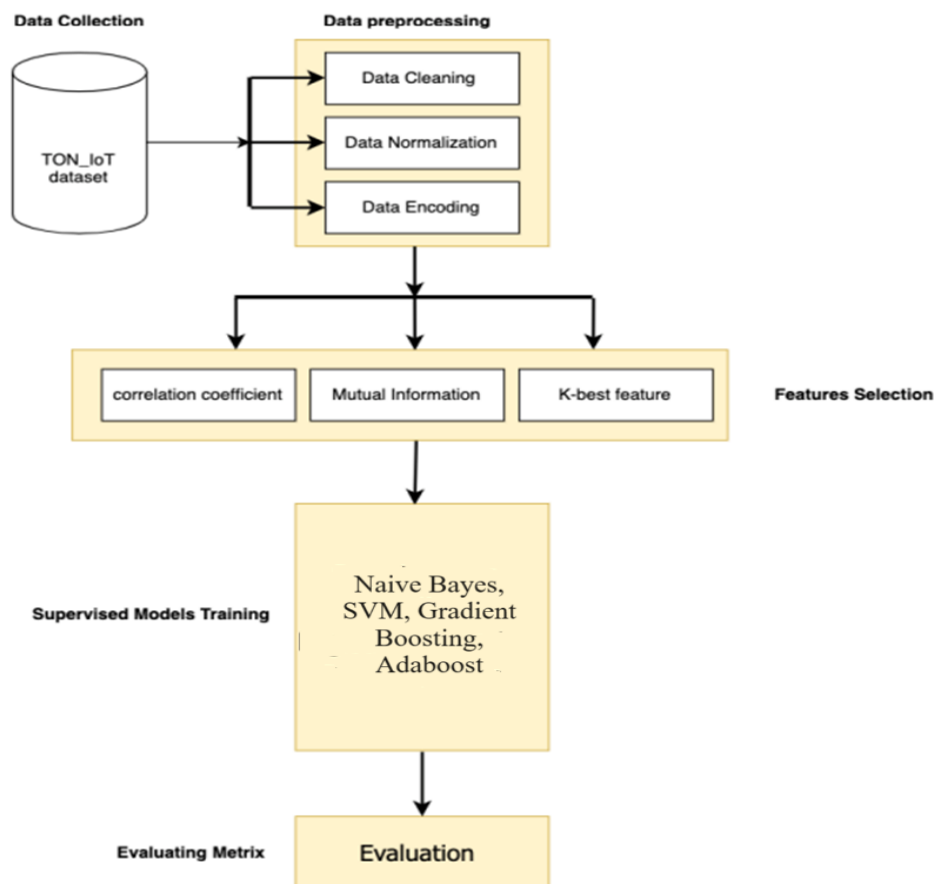 Data Collection
Data preprocessing
TON_IoT
dataset
Data Cleaning
Data Normalization
Data Encoding
correlation coefficient
Mutual Information
K-best feature
Features Selection
Supervised Models Training
Naive Bayes,
SVM, Gradient
Boosting,
Adaboost
Evaluating Metrix
Evaluation